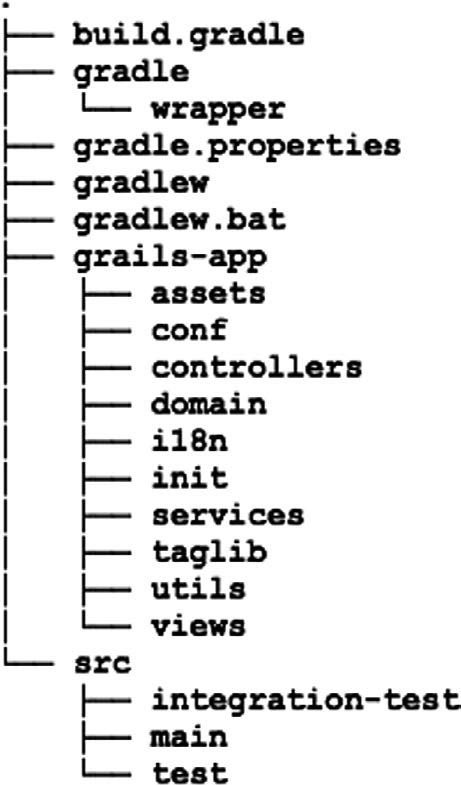 .
├── build.gradle
├── gradle
│   └── wrapper
├── gradle.properties
├── gradlew
├── gradlew.bat
├── grails-app
│   ├── assets
│   ├── conf
│   ├── controllers
│   ├── domain
│   ├── i18n
│   ├── init
│   ├── services
│   ├── taglib
│   ├── utils
│   └── views
└── src
    ├── integration-test
    ├── main
    └── test